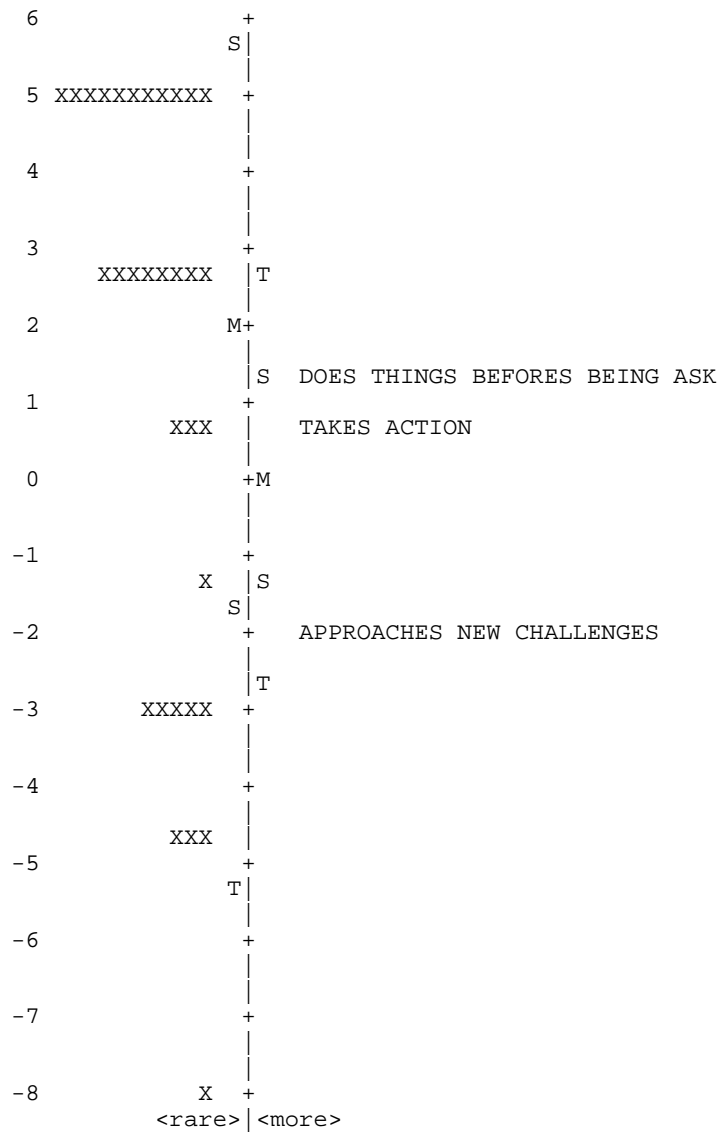 6 +
S|
|
5 XXXXXXXXXXX +
|
|
4 +
|
|
3 +
XXXXXXXX |T
|
2 M+
|
|S DOES THINGS BEFORES BEING ASK
1 +
XXX | TAKES ACTION
|
0 +M
|
|
-1 +
X |S
S|
-2 + APPROACHES NEW CHALLENGES
|
|T
-3 XXXXX +
|
|
-4 +
|
XXX |
-5 +
T|
|
-6 +
|
|
-7 +
|
|
-8 X +
<rare>|<more>